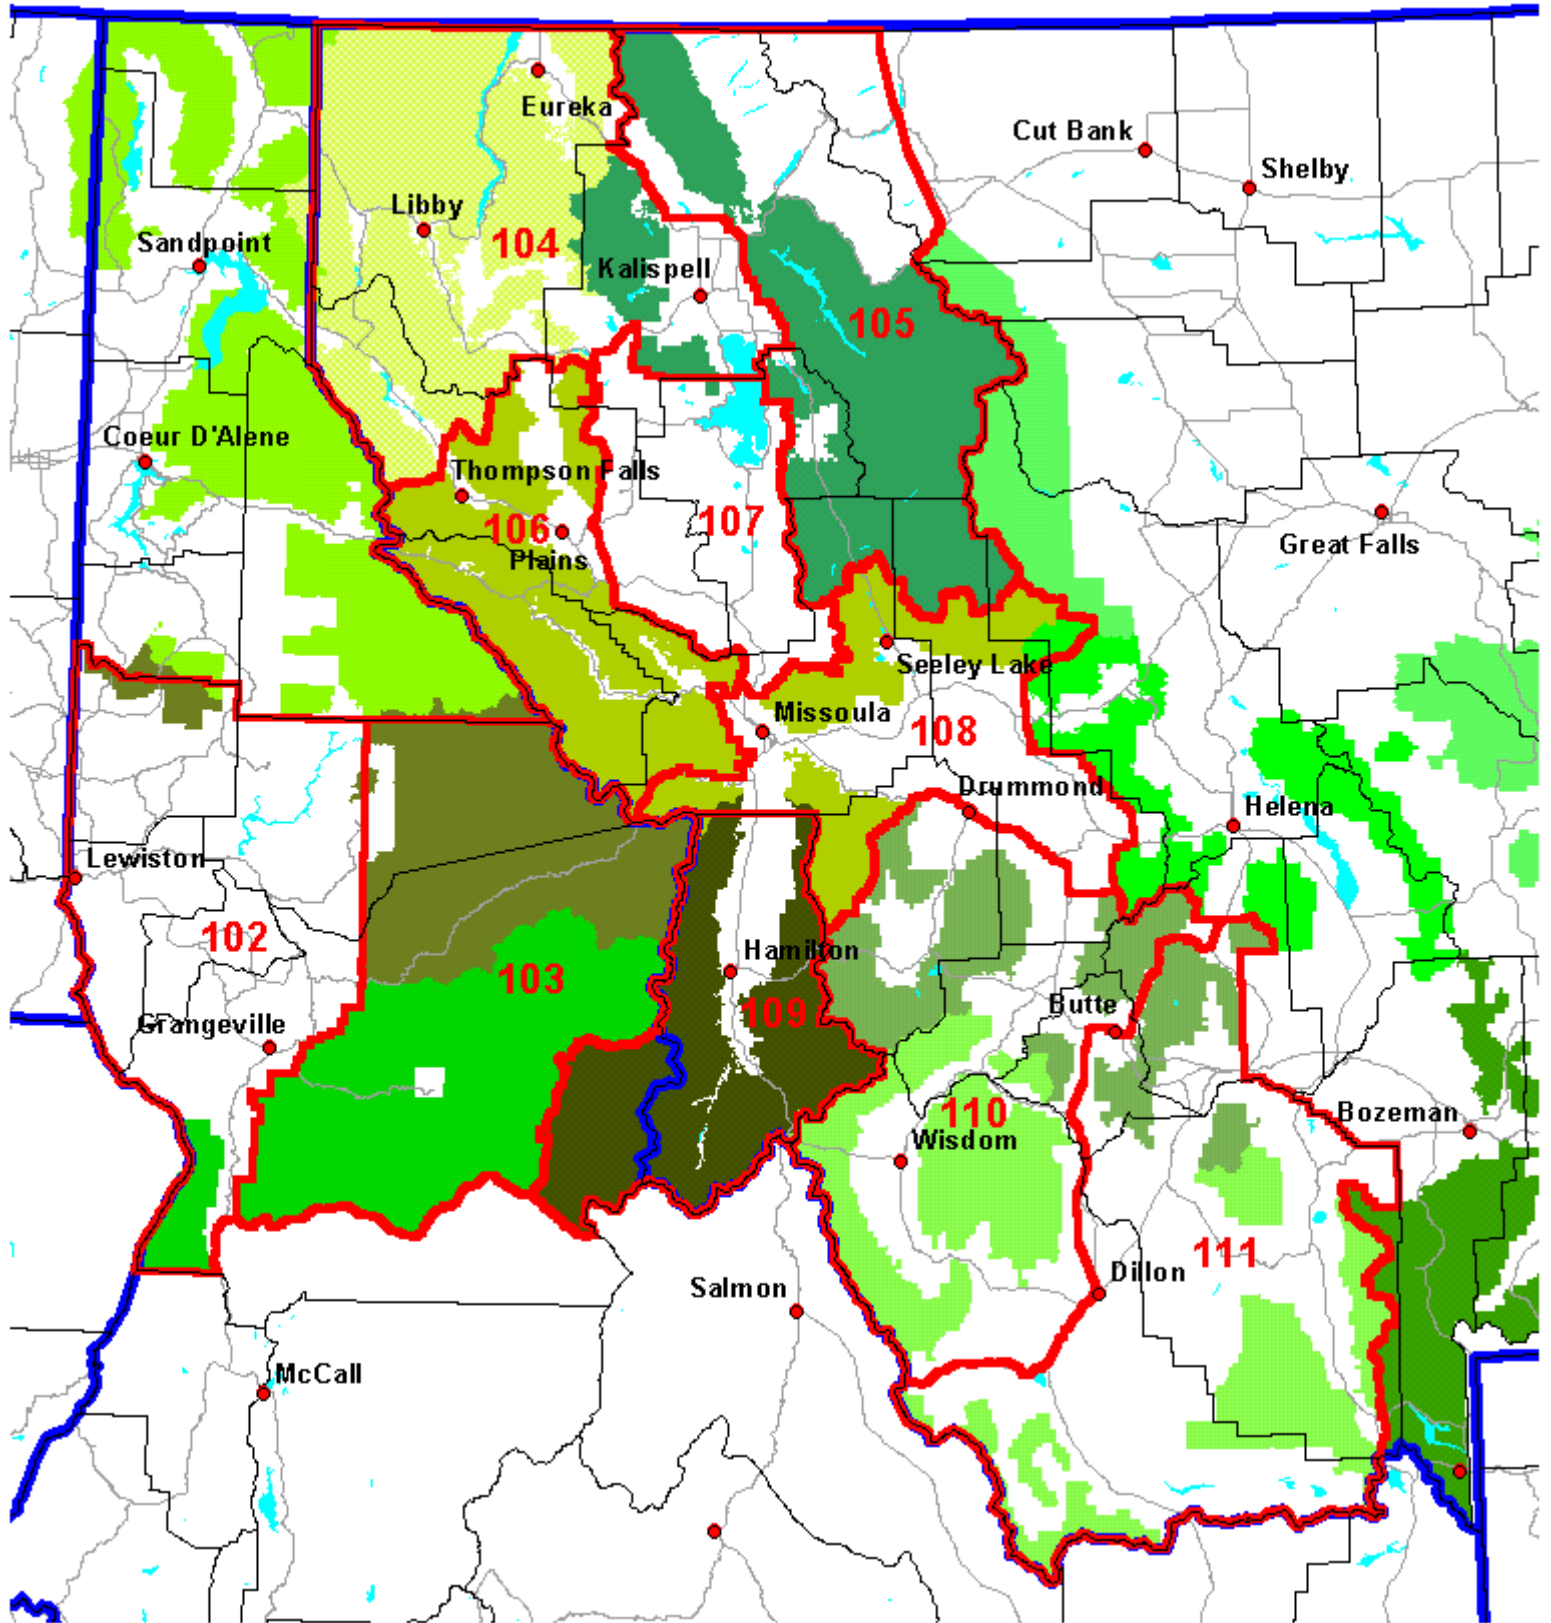 Eureka
Cut Bank
Shelby
Libby
Sandpoint
104
Kalispell
105
Coeur D'Alene
Thompson Falls
106
107
Plains
Great Falls
Seeley Lake
Missoula
108
Drummond
Helena
Lewiston
102
Hamilton
103
109
Butte
Grangeville
110
Bozeman
Wisdom
111
Dillon
Salmon
McCall